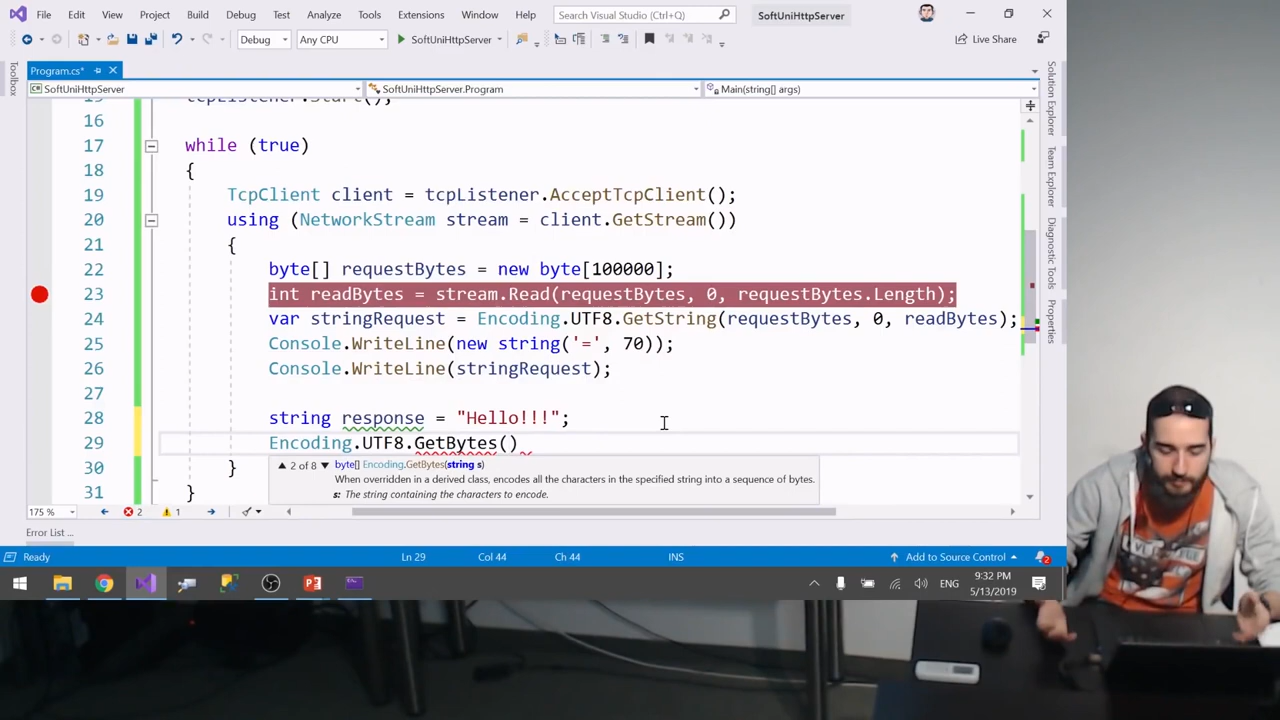 File Edit View Project Build Debug Test Analyze Tools Extensions Window Help Search Visual Studio (Ctrl+Q) SoftUniHttpServer
Debug Any CPU SoftUniHttpServer Live Share
Program.cs*
SoftUniHttpServer SoftUniHttpServer.Program Main(string[] args)
tcpListener.Start();
16
17 while (true)
18 {
19 TcpClient client = tcpListener.AcceptTcpClient();
20 using (NetworkStream stream = client.GetStream())
21 {
22 byte[] requestBytes = new byte[100000];
23 int readBytes = stream.Read(requestBytes, 0, requestBytes.Length);
24 var stringRequest = Encoding.UTF8.GetString(requestBytes, 0, readBytes);
25 Console.WriteLine(new string('=', 70));
26 Console.WriteLine(stringRequest);
27
28 string response = "Hello!!!";
29 Encoding.UTF8.GetBytes()
30 }
2 of 8 byte[] Encoding.GetBytes(string s)
When overridden in a derived class, encodes all the characters in the specified string into a sequence of bytes.
s: The string containing the characters to encode.
31 }
175 % 2 1
Error List ...
Ready Ln 29 Col 44 Ch 44 INS Add to Source Control 2
ENG 9:32 PM
5/13/2019
Toolbox
Solution Explorer
Team Explorer
Diagnostic Tools
Properties